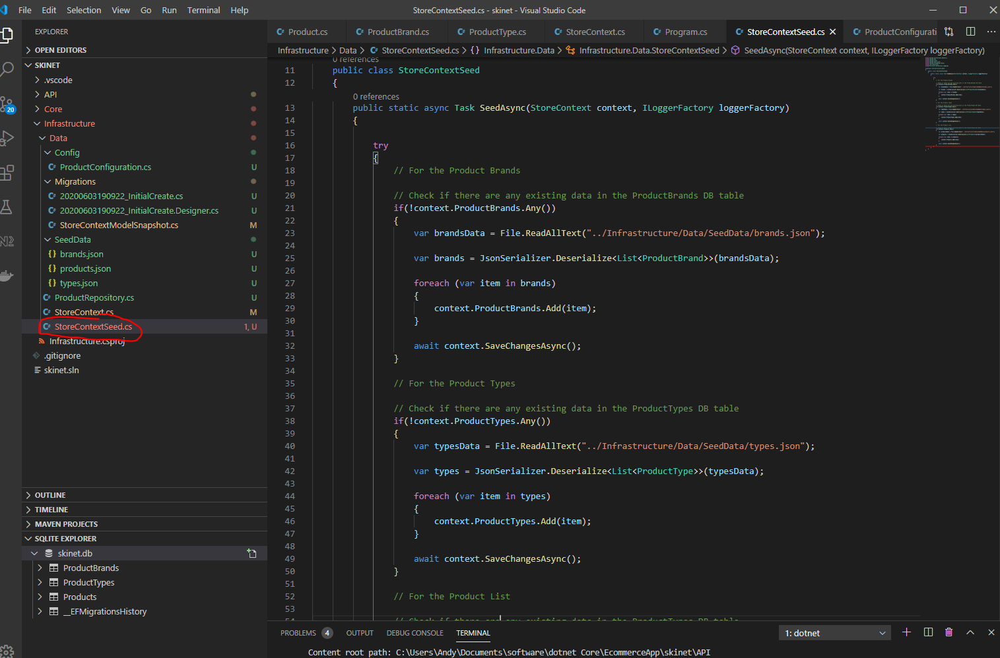 File Edit Selection View Go Run Terminal Help StoreContextSeed.cs - skinet - Visual Studio Code
EXPLORER
OPEN EDITORS
SKINET
.vscode
API
Core
Infrastructure
Data
Config
ProductConfiguration.cs U
Migrations
20200603190922_InitialCreate.cs U
20200603190922_InitialCreate.Designer.cs U
StoreContextModelSnapshot.cs M
SeedData
brands.json U
products.json U
types.json U
ProductRepository.cs U
StoreContext.cs M
StoreContextSeed.cs 1, U
Infrastructure.csproj
.gitignore
skinet.sln
20
OUTLINE
TIMELINE
MAVEN PROJECTS
SQLITE EXPLORER
skinet.db
ProductBrands
ProductTypes
Products
__EFMigrationsHistory
Product.cs ProductBrand.cs ProductType.cs StoreContext.cs Program.cs StoreContextSeed.cs ProductConfigurati
Infrastructure > Data > StoreContextSeed.cs > {} Infrastructure.Data > Infrastructure.Data.StoreContextSeed > SeedAsync(StoreContext context, ILoggerFactory loggerFactory)
0 references
11 public class StoreContextSeed
12 {
0 references
13 public static async Task SeedAsync(StoreContext context, ILoggerFactory loggerFactory)
14 {
15
16 try
17 {
18 // For the Product Brands
19
20 // Check if there are any existing data in the ProductBrands DB table
21 if(!context.ProductBrands.Any())
22 {
23 var brandsData = File.ReadAllText("../Infrastructure/Data/SeedData/brands.json");
24
25 var brands = JsonSerializer.Deserialize<List<ProductBrand>>(brandsData);
26
27 foreach (var item in brands)
28 {
29 context.ProductBrands.Add(item);
30 }
31
32 await context.SaveChangesAsync();
33 }
34
35 // For the Product Types
36
37 // Check if there are any existing data in the ProductTypes DB table
38 if(!context.ProductTypes.Any())
39 {
40 var typesData = File.ReadAllText("../Infrastructure/Data/SeedData/types.json");
41
42 var types = JsonSerializer.Deserialize<List<ProductType>>(typesData);
43
44 foreach (var item in types)
45 {
46 context.ProductTypes.Add(item);
47 }
48
49 await context.SaveChangesAsync();
50 }
51
52 // For the Product List
53
54 // Check if there are any existing data in the ProductTypes DB table
PROBLEMS 4 OUTPUT DEBUG CONSOLE TERMINAL 1: dotnet
Content root path: C:\Users\Andy\Documents\software\dotnet Core\EcommerceApp\skinet\API